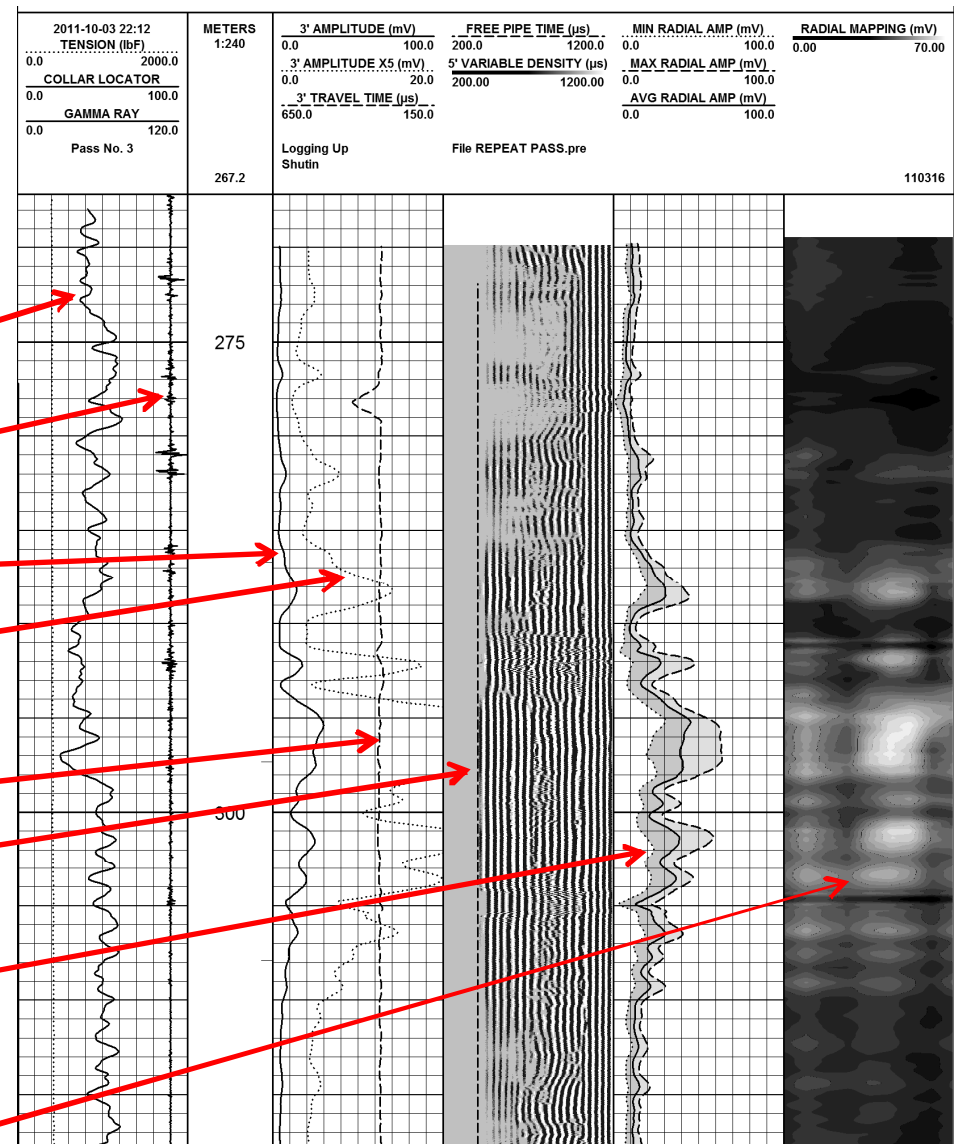 2011-10-03 22:12
TENSION (lbF)
0.0 2000.0
COLLAR LOCATOR
0.0 100.0
GAMMA RAY
0.0 120.0
Pass No. 3
METERS
1:240
267.2
3' AMPLITUDE (mV)
0.0 100.0
3' AMPLITUDE X5 (mV)
0.0 20.0
3' TRAVEL TIME (µs)
650.0 150.0
Logging Up
Shutin
FREE PIPE TIME (µs)
200.0 1200.0
5' VARIABLE DENSITY (µs)
200.00 1200.00
File REPEAT PASS.pre
MIN RADIAL AMP (mV)
0.0 100.0
MAX RADIAL AMP (mV)
0.0 100.0
AVG RADIAL AMP (mV)
0.0 100.0
RADIAL MAPPING (mV)
0.00 70.00
110316
275
300